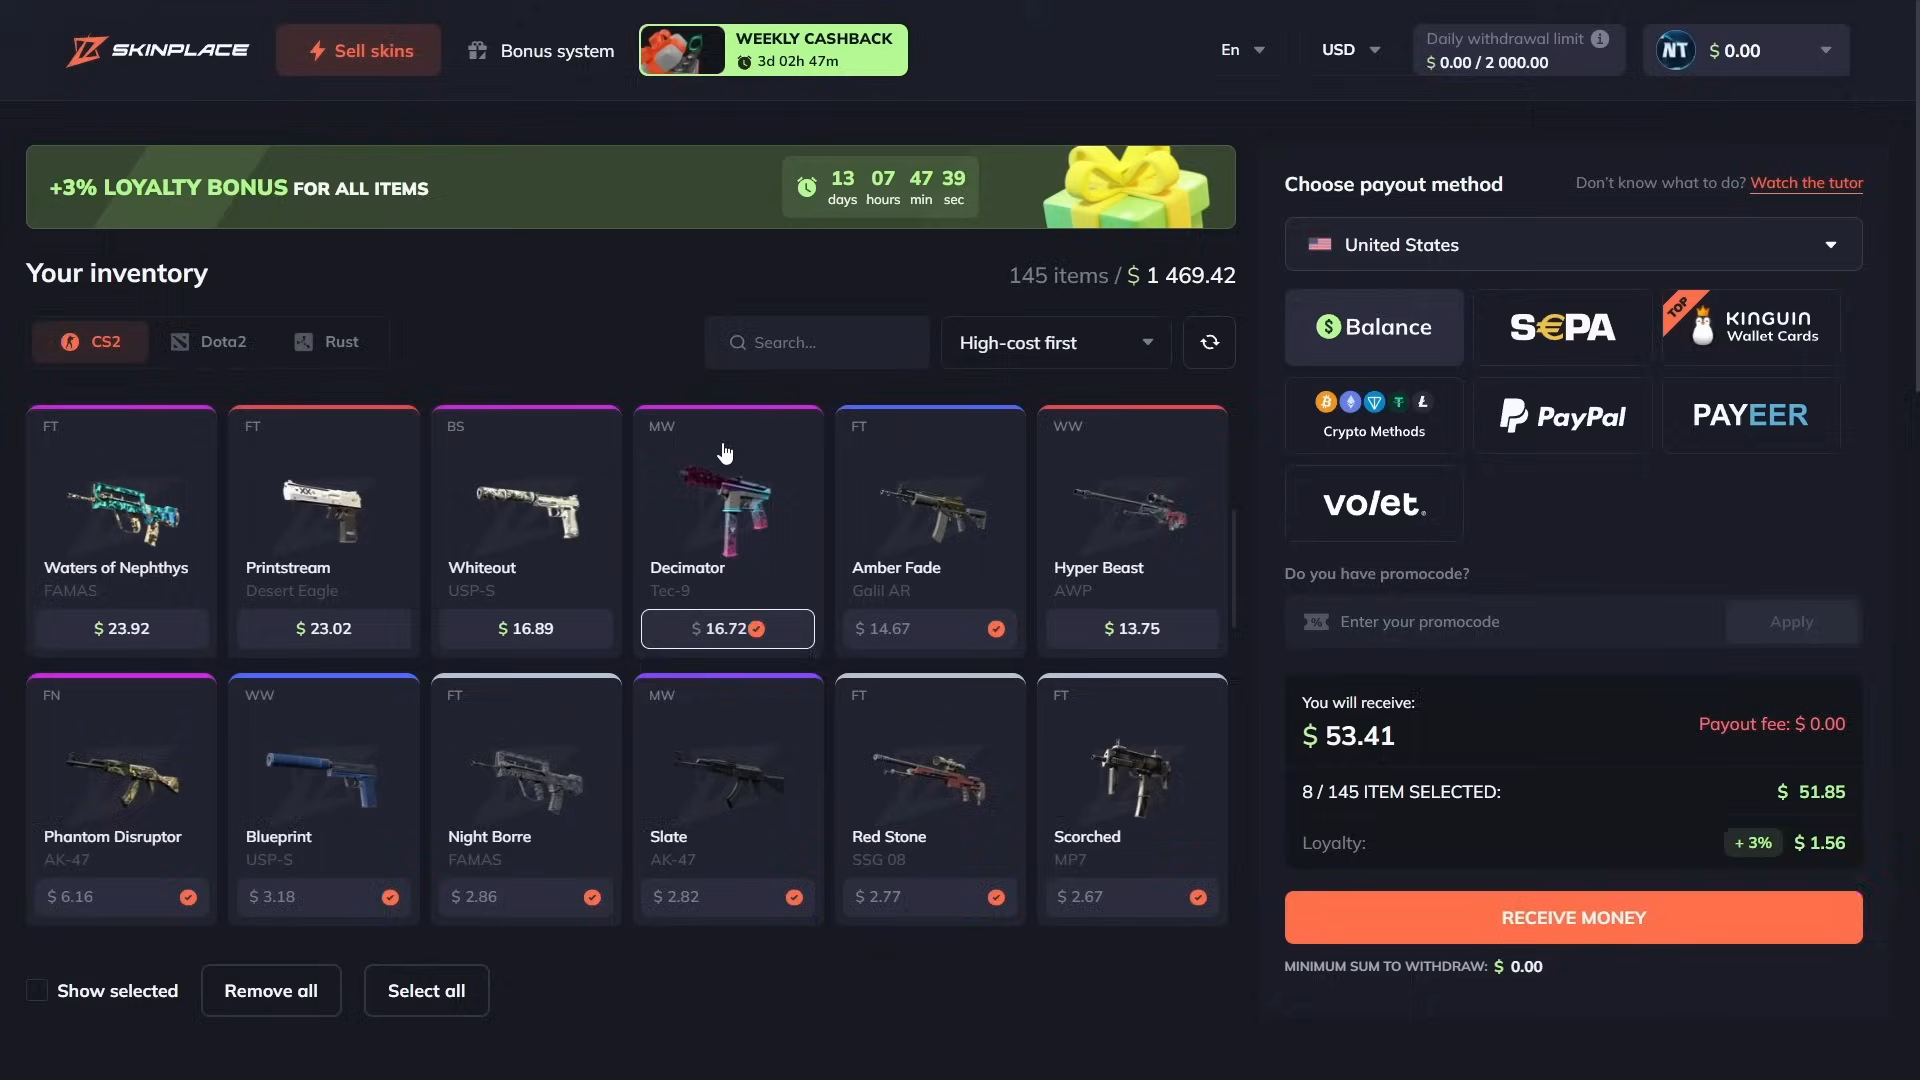 SKINPLACE
Sell skins
Bonus system
WEEKLY CASHBACK
3d 02h 47m
En
USD
Daily withdrawal limit
$ 0.00 / 2 000.00
NT
$ 0.00
+3% LOYALTY BONUS FOR ALL ITEMS
13 07 47 39
days hours min sec
Your inventory
145 items / $ 1 469.42
CS2
Dota2
Rust
Search...
High-cost first
FT
FT
BS
MW
FT
WW
Waters of Nephthys
Printstream
Whiteout
Decimator
Amber Fade
Hyper Beast
FAMAS
Desert Eagle
USP-S
Tec-9
Galil AR
AWP
$ 23.92
$ 23.02
$ 16.89
$ 16.72
$ 14.67
$ 13.75
FN
WW
FT
MW
FT
FT
Phantom Disruptor
Blueprint
Night Borre
Slate
Red Stone
Scorched
AK-47
USP-S
FAMAS
AK-47
SSG 08
MP7
$ 6.16
$ 3.18
$ 2.86
$ 2.82
$ 2.77
$ 2.67
Show selected
Remove all
Select all
Choose payout method
Don't know what to do? Watch the tutor
United States
$ Balance
S€PA
TOP
KINGUIN
Wallet Cards
Crypto Methods
PayPal
PAYEER
volet.
Do you have promocode?
Enter your promocode
Apply
You will receive:
$ 53.41
Payout fee: $ 0.00
8 / 145 ITEM SELECTED:
$ 51.85
Loyalty:
+ 3%
$ 1.56
RECEIVE MONEY
MINIMUM SUM TO WITHDRAW: $ 0.00